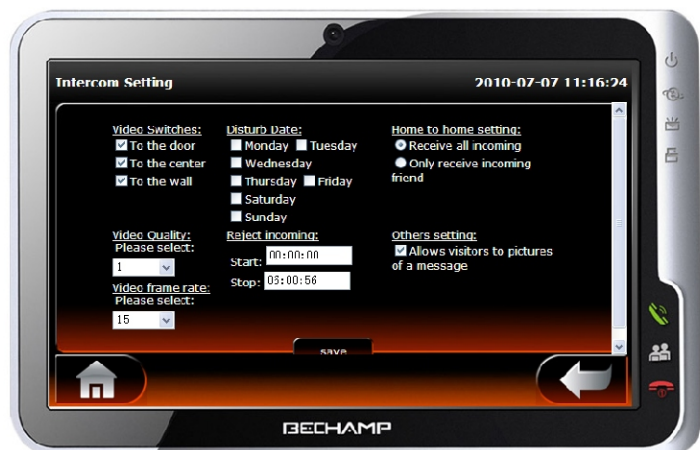 Intercom Setting 2010-07-07 11:16:24
Video Switches:
To the door
To the center
To the wall
Disturb Date:
Monday Tuesday
Wednesday
Thursday Friday
Saturday
Sunday
Home to home setting:
Receive all incoming
Only receive incoming
friend
Video Quality:
Please select:
1
Video frame rate:
Please select:
15
Reject incoming:
Start: 00:00:00
Stop: 06:00:56
Others setting:
Allows visitors to pictures
of a message
save
BECHAMP